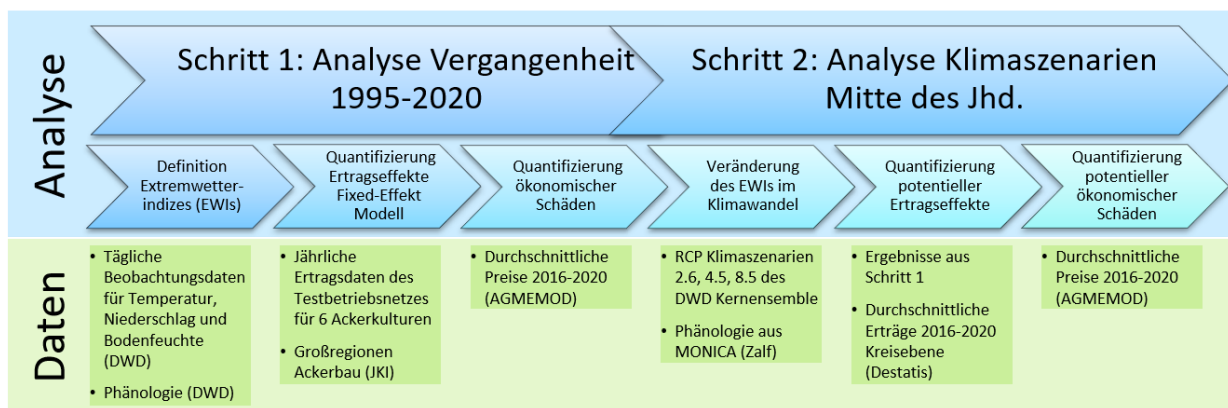 Analyse
Schritt 1: Analyse Vergangenheit
1995-2020
Schritt 2: Analyse Klimaszenarien
Mitte des Jhd.
Definition
Extremwetter-
indizes (EWIs)
Quantifizierung
Ertragseffekte
Fixed-Effekt
Modell
Quantifizierung
ökonomischer
Schäden
Veränderung
des EWIs im
Klimawandel
Quantifizierung
potentieller
Ertragseffekte
Quantifizierung
potentieller
ökonomischer
Schäden
Daten
• Tägliche
Beobachtungsdaten
für Temperatur,
Niederschlag und
Bodenfeuchte
(DWD)
• Phänologie (DWD)
• Jährliche
Ertragsdaten des
Testbetriebsnetzes
für 6 Ackerkulturen
• Großregionen
Ackerbau (JKI)
• Durchschnittliche
Preise 2016-2020
(AGMEMOD)
• RCP Klimaszenarien
2.6, 4.5, 8.5 des
DWD Kernensemble
• Phänologie aus
MONICA (Zalf)
• Ergebnisse aus
Schritt 1
• Durchschnittliche
Erträge 2016-2020
Kreisebene
(Destatis)
• Durchschnittliche
Preise 2016-2020
(AGMEMOD)